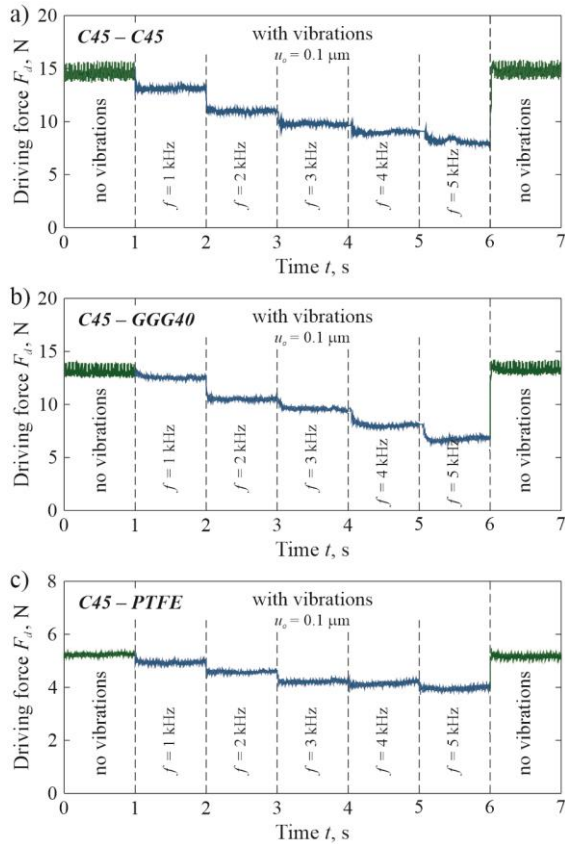 a)
C45 – C45
with vibrations
u₀ = 0.1 µm
Driving force F_d, N
20
15
10
5
0
no vibrations
f = 1 kHz
f = 2 kHz
f = 3 kHz
f = 4 kHz
f = 5 kHz
no vibrations
0 1 2 3 4 5 6 7
Time t, s
b)
C45 – GGG40
with vibrations
u₀ = 0.1 µm
Driving force F_d, N
20
15
10
5
0
no vibrations
f = 1 kHz
f = 2 kHz
f = 3 kHz
f = 4 kHz
f = 5 kHz
no vibrations
0 1 2 3 4 5 6 7
Time t, s
c)
C45 – PTFE
with vibrations
u₀ = 0.1 µm
Driving force F_d, N
8
6
4
2
0
no vibrations
f = 1 kHz
f = 2 kHz
f = 3 kHz
f = 4 kHz
f = 5 kHz
no vibrations
0 1 2 3 4 5 6 7
Time t, s